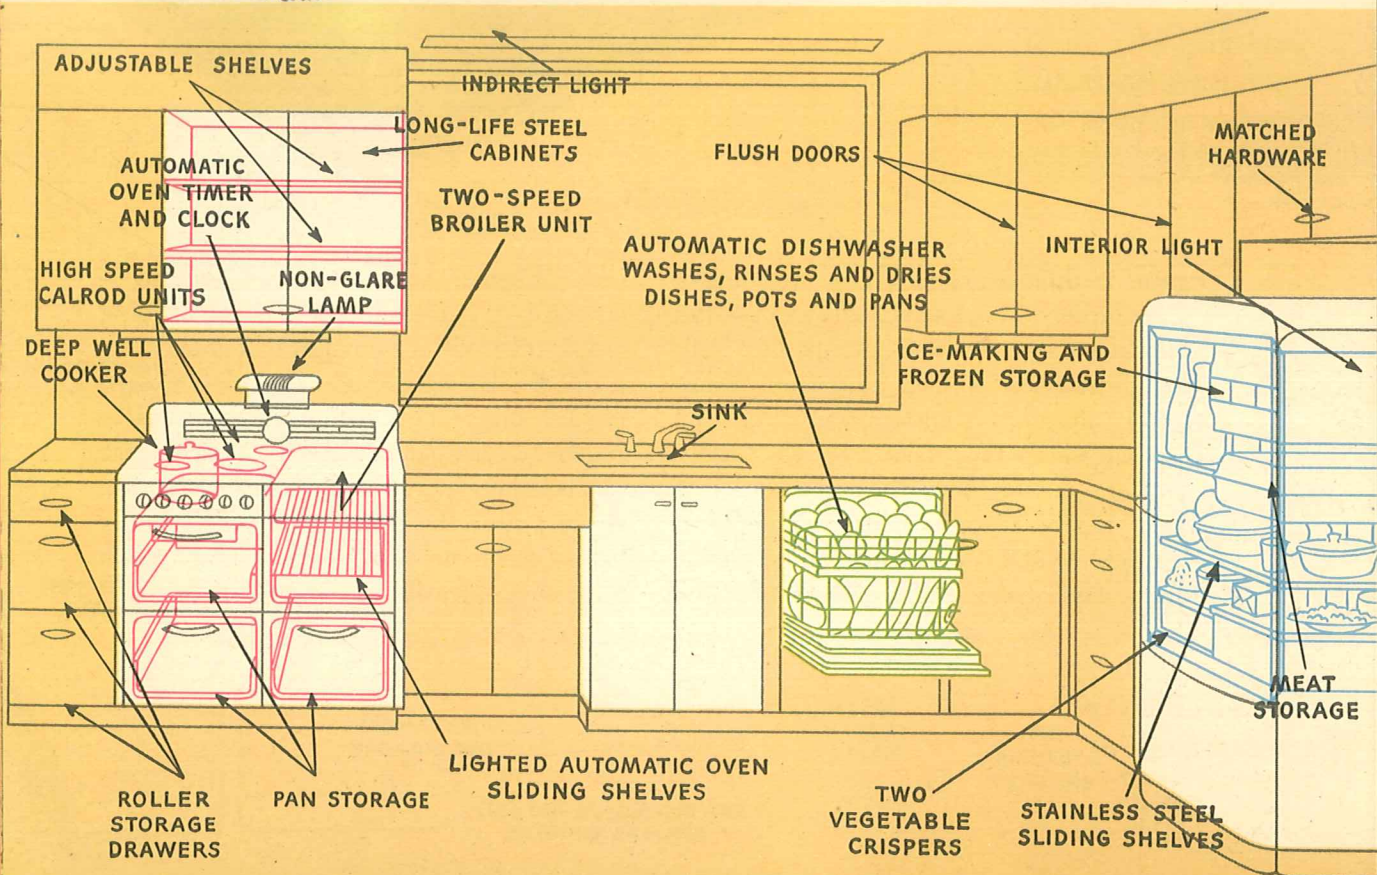 ADJUSTABLE SHELVES
INDIRECT LIGHT
LONG-LIFE STEEL
CABINETS
FLUSH DOORS
MATCHED
HARDWARE
AUTOMATIC
OVEN TIMER
AND CLOCK
TWO-SPEED
BROILER UNIT
AUTOMATIC DISHWASHER
WASHES, RINSES AND DRIES
DISHES, POTS AND PANS
INTERIOR LIGHT
HIGH SPEED
CALROD UNITS
NON-GLARE
LAMP
DEEP WELL
COOKER
ICE-MAKING AND
FROZEN STORAGE
SINK
MEAT
STORAGE
LIGHTED AUTOMATIC OVEN
SLIDING SHELVES
ROLLER
STORAGE
DRAWERS
PAN STORAGE
TWO
VEGETABLE
CRISPERS
STAINLESS STEEL
SLIDING SHELVES